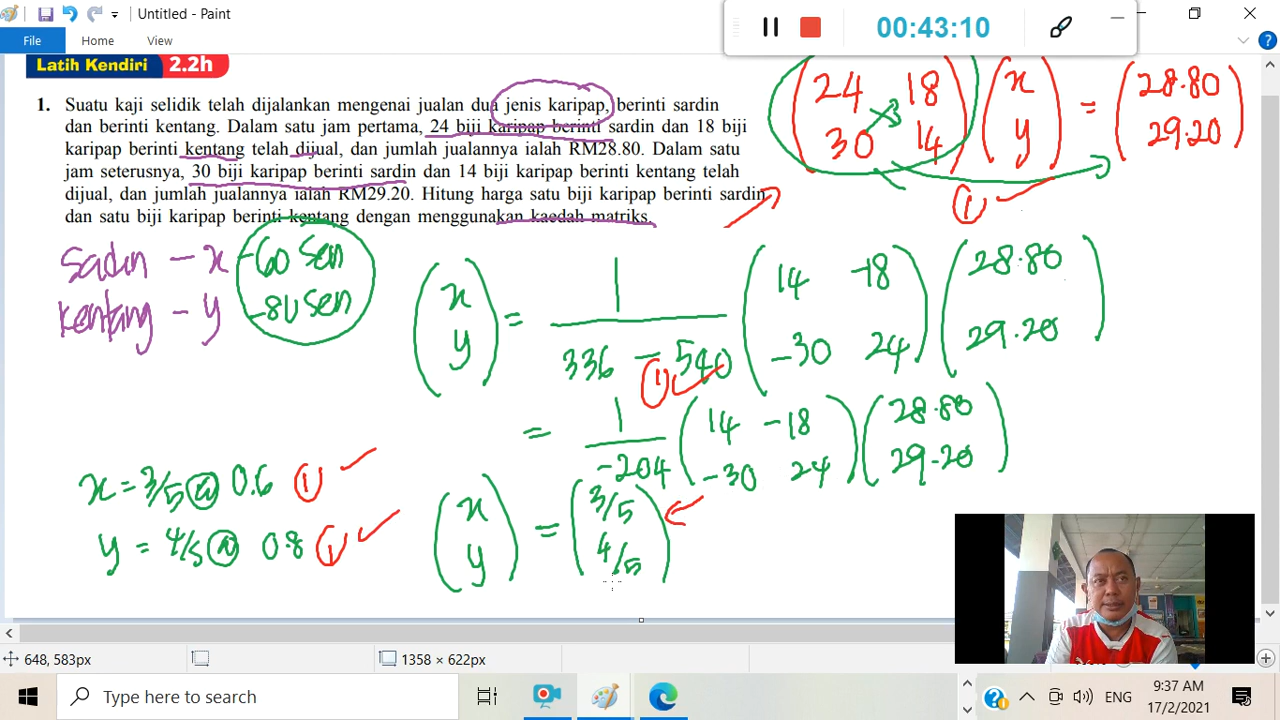 Untitled - Paint
00:43:10
File Home View
Latih Kendiri 2.2h
1. Suatu kaji selidik telah dijalankan mengenai jualan dua jenis karipap, berinti sardin
dan berinti kentang. Dalam satu jam pertama, 24 biji karipap berinti sardin dan 18 biji
karipap berinti kentang telah dijual, dan jumlah jualannya ialah RM28.80. Dalam satu
jam seterusnya, 30 biji karipap berinti sardin dan 14 biji karipap berinti kentang telah
dijual, dan jumlah jualannya ialah RM29.20. Hitung harga satu biji karipap berinti sardin
dan satu biji karipap berinti kentang dengan menggunakan kaedah matriks.
24 18 x = 28.80
30 14 y 29.20
1
Sadin - x - 60 Sen
kentang - y - 80 Sen
x = 1 14 -18 28.80
y 336 - 540 -30 24 29.20
1
= 1 14 -18 28.80
-204 -30 24 29.20
x = 3/5 @ 0.6 1
y = 4/5 @ 0.8 1
x = 3/5
y 4/5
648, 583px 1358 × 622px
Type here to search
ENG
9:37 AM
17/2/2021